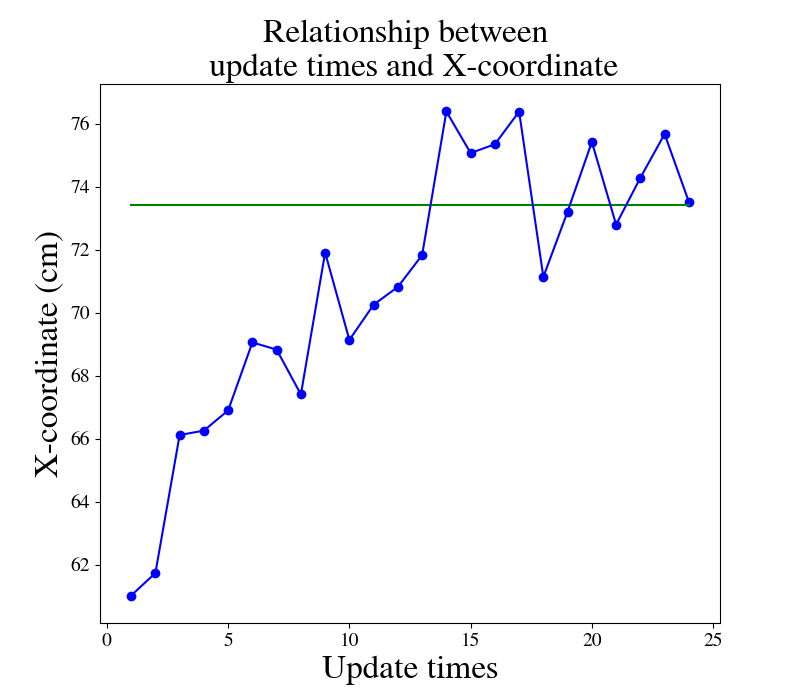 Relationship between
update times and X-coordinate
X-coordinate (cm)
76
74
72
70
68
66
64
62
0 5 10 15 20 25
Update times